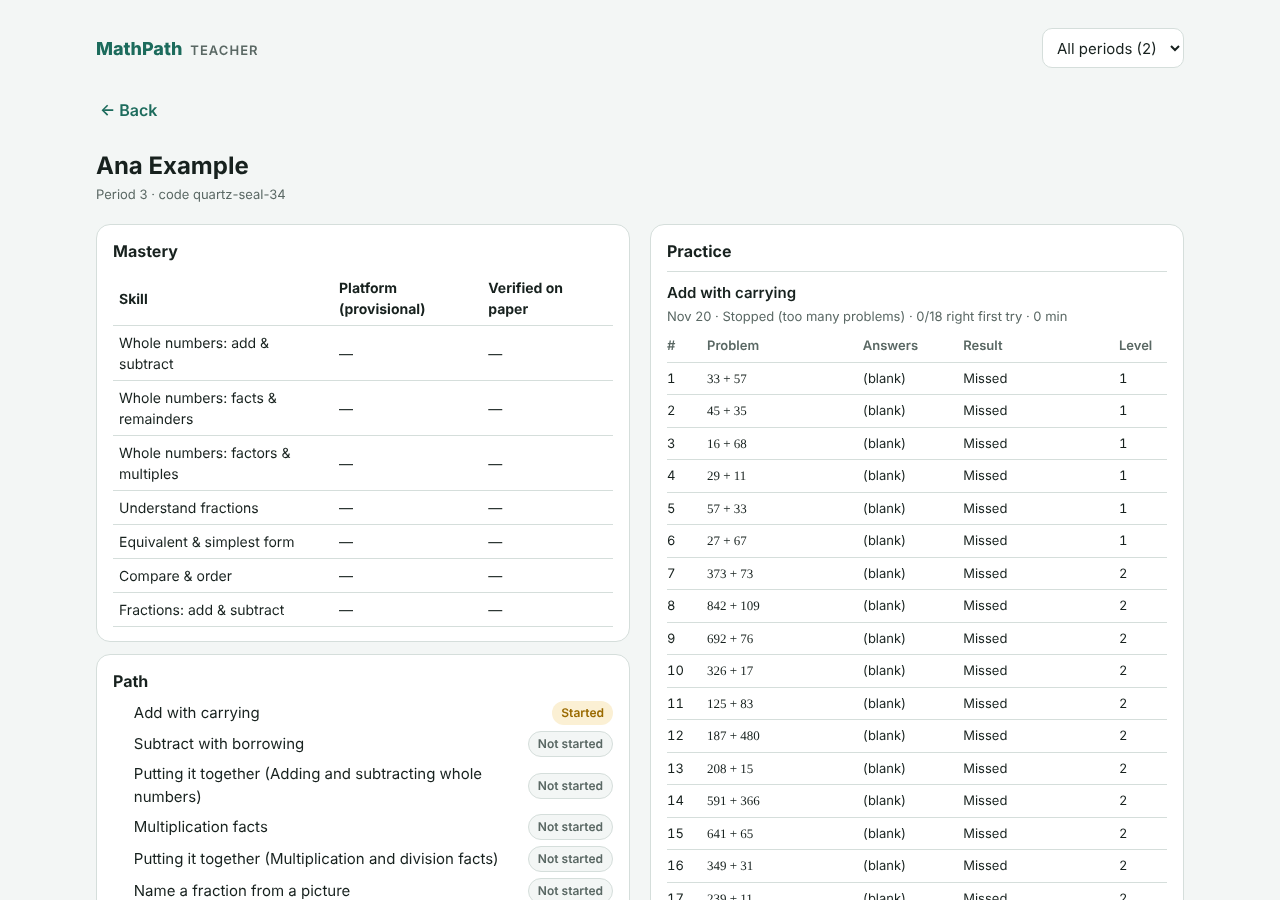 MathPath TEACHER
All periods (2)
← Back
Ana Example
Period 3 · code quartz-seal-34
Mastery
Skill Platform (provisional) Verified on paper
Whole numbers: add & subtract — —
Whole numbers: facts & remainders — —
Whole numbers: factors & multiples — —
Understand fractions — —
Equivalent & simplest form — —
Compare & order — —
Fractions: add & subtract — —
Path
Add with carrying Started
Subtract with borrowing Not started
Putting it together (Adding and subtracting whole numbers) Not started
Multiplication facts Not started
Putting it together (Multiplication and division facts) Not started
Name a fraction from a picture Not started
Practice
Add with carrying
Nov 20 · Stopped (too many problems) · 0/18 right first try · 0 min
# Problem Answers Result Level
1 33 + 57 (blank) Missed 1
2 45 + 35 (blank) Missed 1
3 16 + 68 (blank) Missed 1
4 29 + 11 (blank) Missed 1
5 57 + 33 (blank) Missed 1
6 27 + 67 (blank) Missed 1
7 373 + 73 (blank) Missed 2
8 842 + 109 (blank) Missed 2
9 692 + 76 (blank) Missed 2
10 326 + 17 (blank) Missed 2
11 125 + 83 (blank) Missed 2
12 187 + 480 (blank) Missed 2
13 208 + 15 (blank) Missed 2
14 591 + 366 (blank) Missed 2
15 641 + 65 (blank) Missed 2
16 349 + 31 (blank) Missed 2
17 239 + 11 (blank) Missed 2